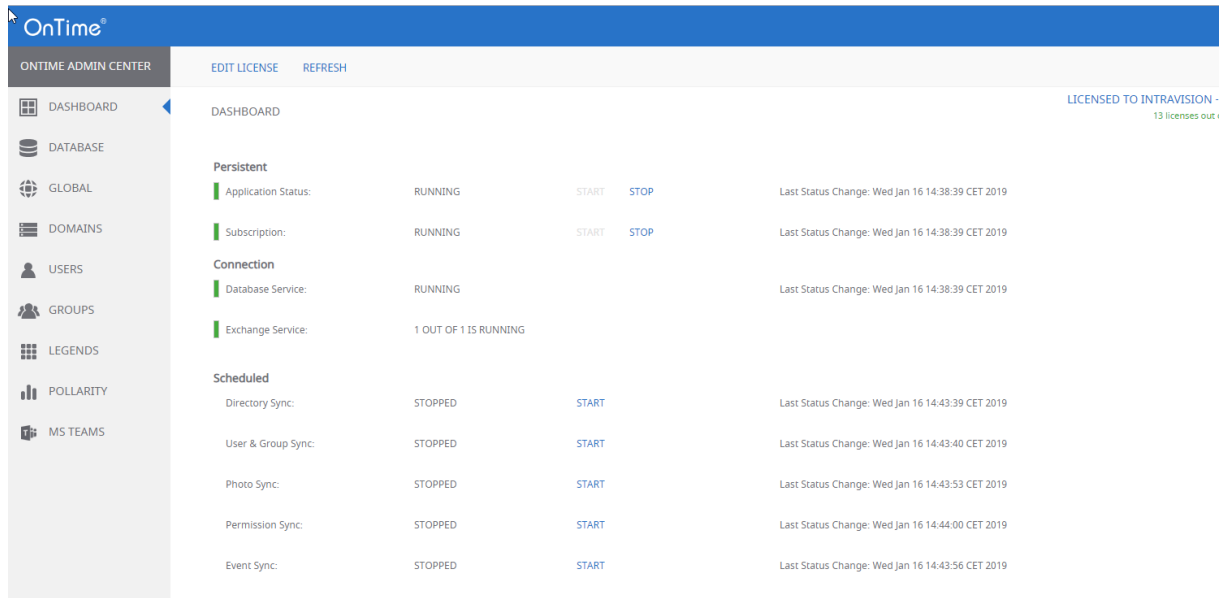 OnTime®
ONTIME ADMIN CENTER
EDIT LICENSE REFRESH
DASHBOARD
DATABASE
GLOBAL
DOMAINS
USERS
GROUPS
LEGENDS
POLLARITY
MS TEAMS
DASHBOARD
LICENSED TO INTRAVISION -
13 licenses out
Persistent
Application Status: RUNNING START STOP Last Status Change: Wed Jan 16 14:38:39 CET 2019
Subscription: RUNNING START STOP Last Status Change: Wed Jan 16 14:38:39 CET 2019
Connection
Database Service: RUNNING Last Status Change: Wed Jan 16 14:38:39 CET 2019
Exchange Service: 1 OUT OF 1 IS RUNNING
Scheduled
Directory Sync: STOPPED START Last Status Change: Wed Jan 16 14:43:39 CET 2019
User & Group Sync: STOPPED START Last Status Change: Wed Jan 16 14:43:40 CET 2019
Photo Sync: STOPPED START Last Status Change: Wed Jan 16 14:43:53 CET 2019
Permission Sync: STOPPED START Last Status Change: Wed Jan 16 14:44:00 CET 2019
Event Sync: STOPPED START Last Status Change: Wed Jan 16 14:43:56 CET 2019